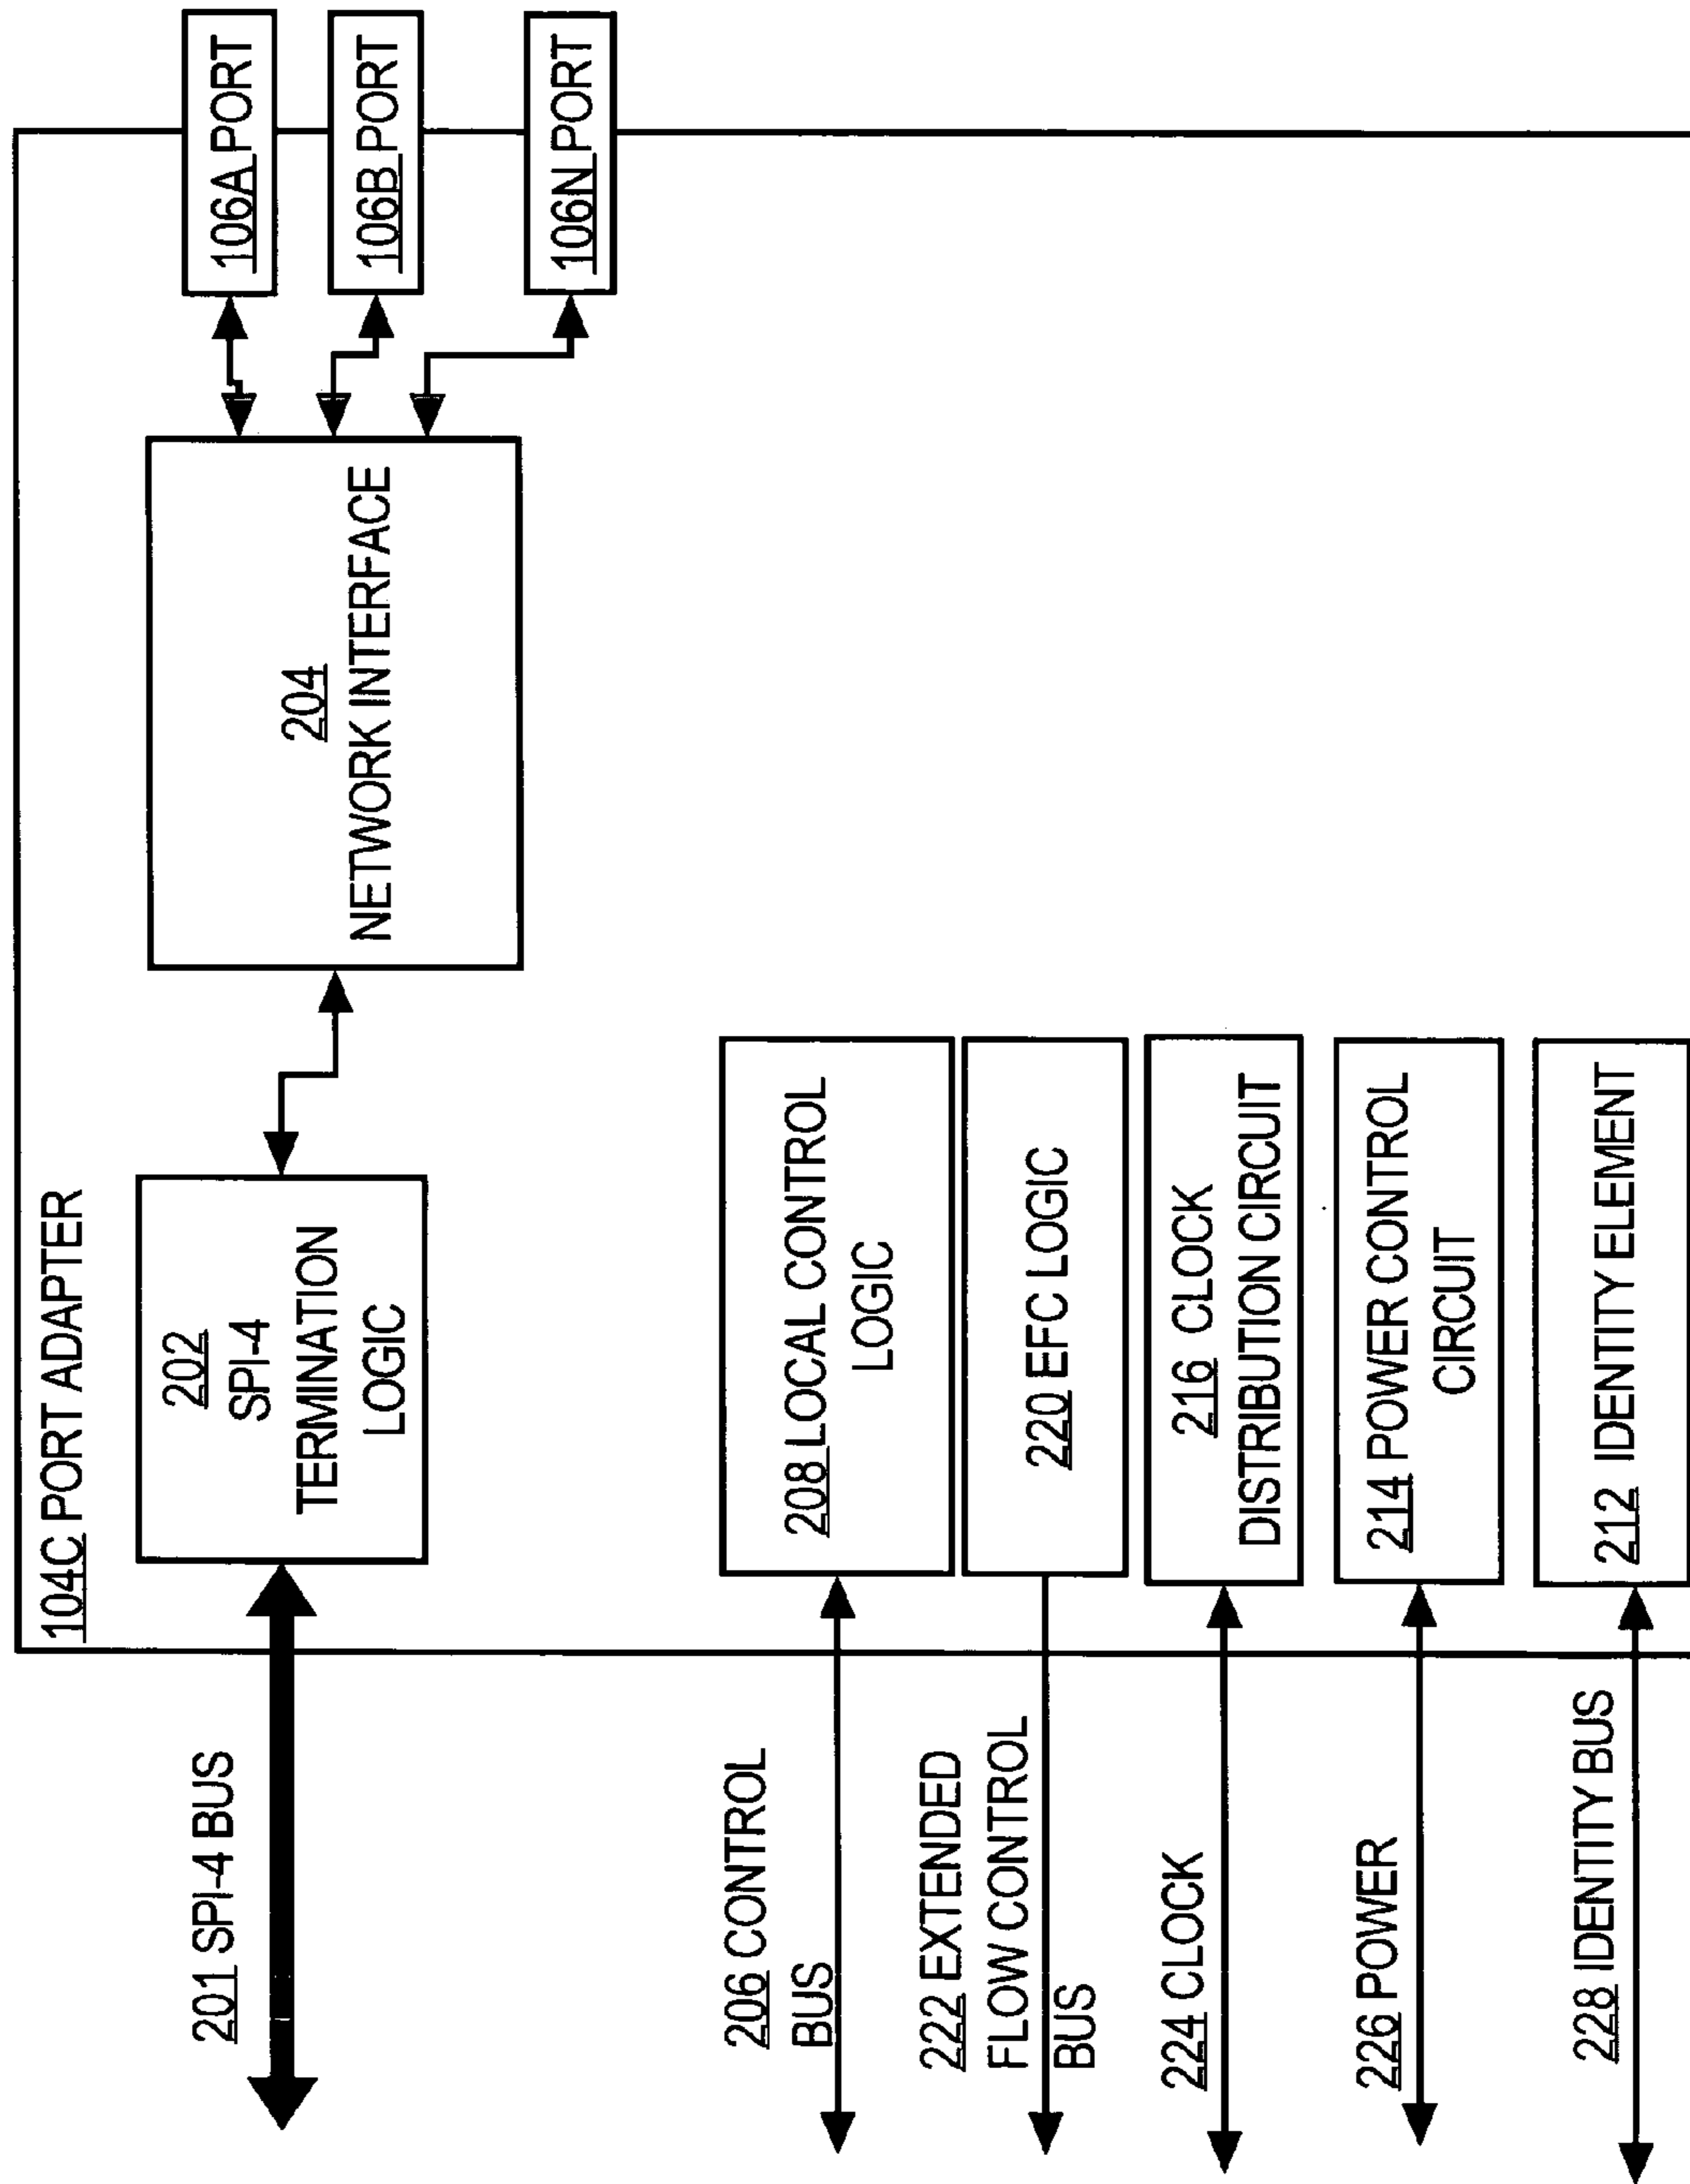 104C PORT ADAPTER
201 SPI-4 BUS
202
SPI-4
TERMINATION
LOGIC
204
NETWORK INTERFACE
106A PORT
106B PORT
106N PORT
206 CONTROL
BUS
208 LOCAL CONTROL
LOGIC
222 EXTENDED
FLOW CONTROL
BUS
220 EFC LOGIC
224 CLOCK
216 CLOCK
DISTRIBUTION CIRCUIT
226 POWER
214 POWER CONTROL
CIRCUIT
228 IDENTITY BUS
212 IDENTITY ELEMENT